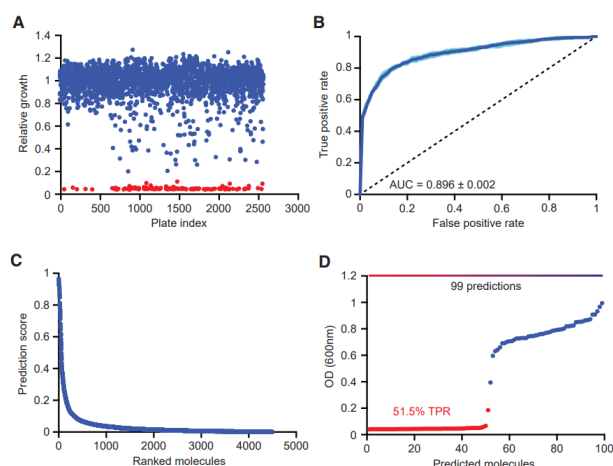 A
1.4
1.2
1
0.8
0.6
0.4
0.2
0
Relative growth
0 500 1000 1500 2000 2500 3000
Plate index
B
1
0.8
0.6
0.4
0.2
0
True positive rate
AUC = 0.896 ± 0.002
0.2 0.4 0.6 0.8 1
False positive rate
C
1
0.8
0.6
0.4
0.2
0
Prediction score
0 1000 2000 3000 4000 5000
Ranked molecules
D
1.2
1
0.8
0.6
0.4
0.2
0
OD (600nm)
99 predictions
51.5% TPR
0 20 40 60 80 100
Predicted molecules